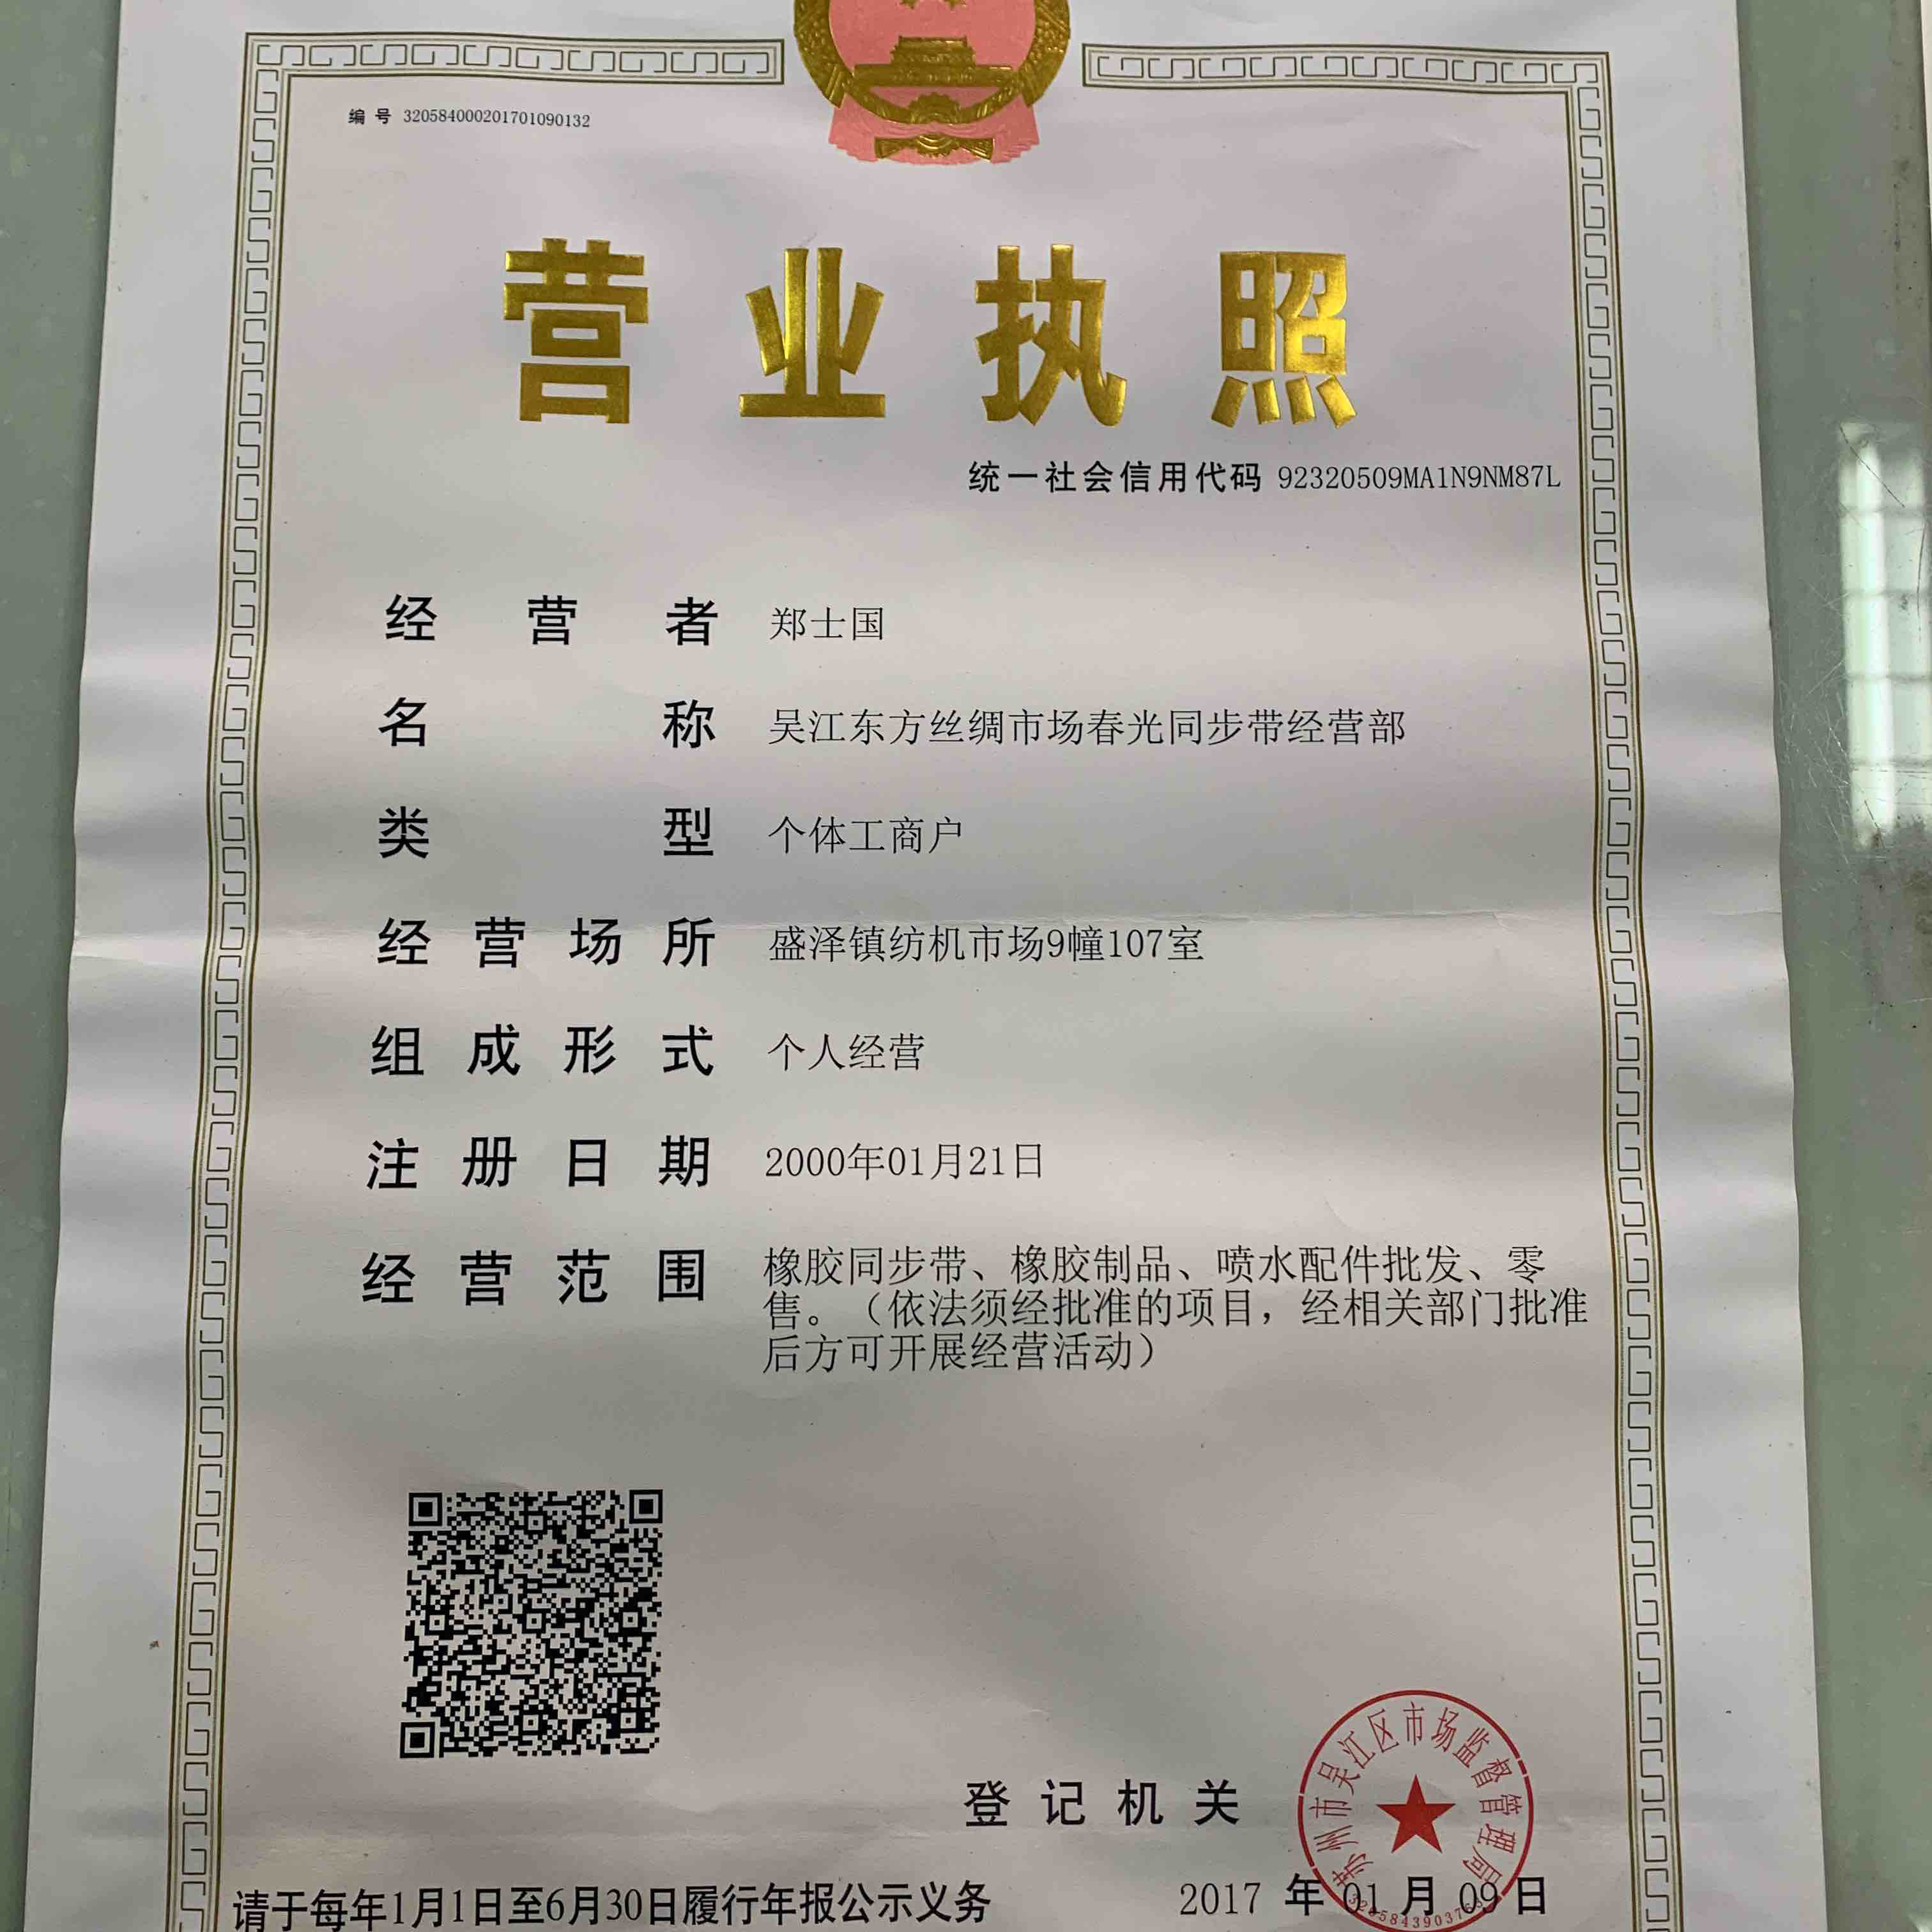 编号 320584000201701090132
营业执照
统一社会信用代码 92320509MA1N9NM87L
经营者 郑士国
名称 吴江东方丝绸市场春光同步带经营部
类型 个体工商户
经营场所 盛泽镇纺机市场9幢107室
组成形式 个人经营
注册日期 2000年01月21日
经营范围 橡胶同步带、橡胶制品、喷水配件批发、零
售。（依法须经批准的项目，经相关部门批准
后方可开展经营活动）
苏州市吴江区市场监督管理局
登记机关
2017 年 01 月 09 日
请于每年1月1日至6月30日履行年报公示义务